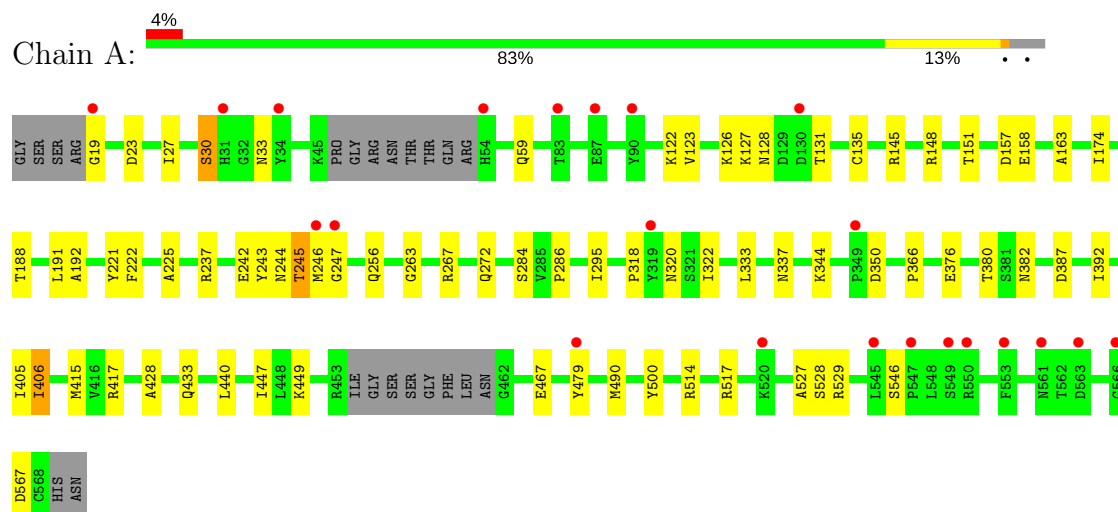 4%
Chain A:
83% 13% • •
GLY SER SER ARG G19 D23 I27 S30 H31 G32 N33 Y34 K45 PRO GLY ARG ASN THR THR GLN ARG H54 Q59 T83 E87 Y90 K122 V123 K126 K127 N128 D129 D130 T131 C135 R145 R148 T151 D157 E158 A163 I174
T188 L191 A192 Y221 F222 A225 R237 E242 Y243 N244 T245 M246 G247 Q256 G263 R267 Q272 S284 V285 P286 I295 P318 Y319 N320 S321 I322 L333 N337 K344 P349 D350 P366 E376 T380 S381 N382 D387 I392
I405 I406 M415 V416 R417 A428 Q433 L440 I447 L448 K449 R453 ILE GLY SER SER GLY PHE LEU ASN G462 E467 Y479 M490 Y500 R514 R517 K520 A527 S528 R529 L545 S546 P547 L548 S549 R550 F553 N561 T562 D563 G566
D567 C568 HIS ASN